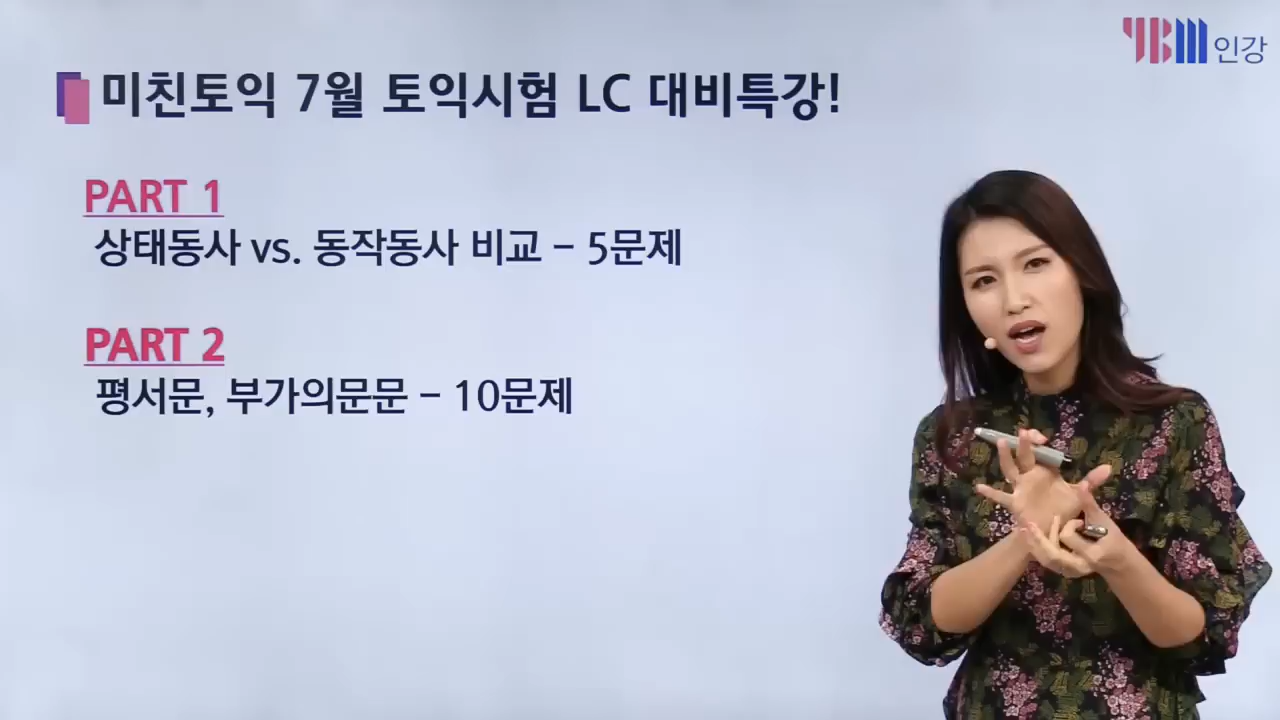 YBM 인강
미친토익 7월 토익시험 LC 대비특강!
PART 1
상태동사 vs. 동작동사 비교 - 5문제
PART 2
평서문, 부가의문문 - 10문제